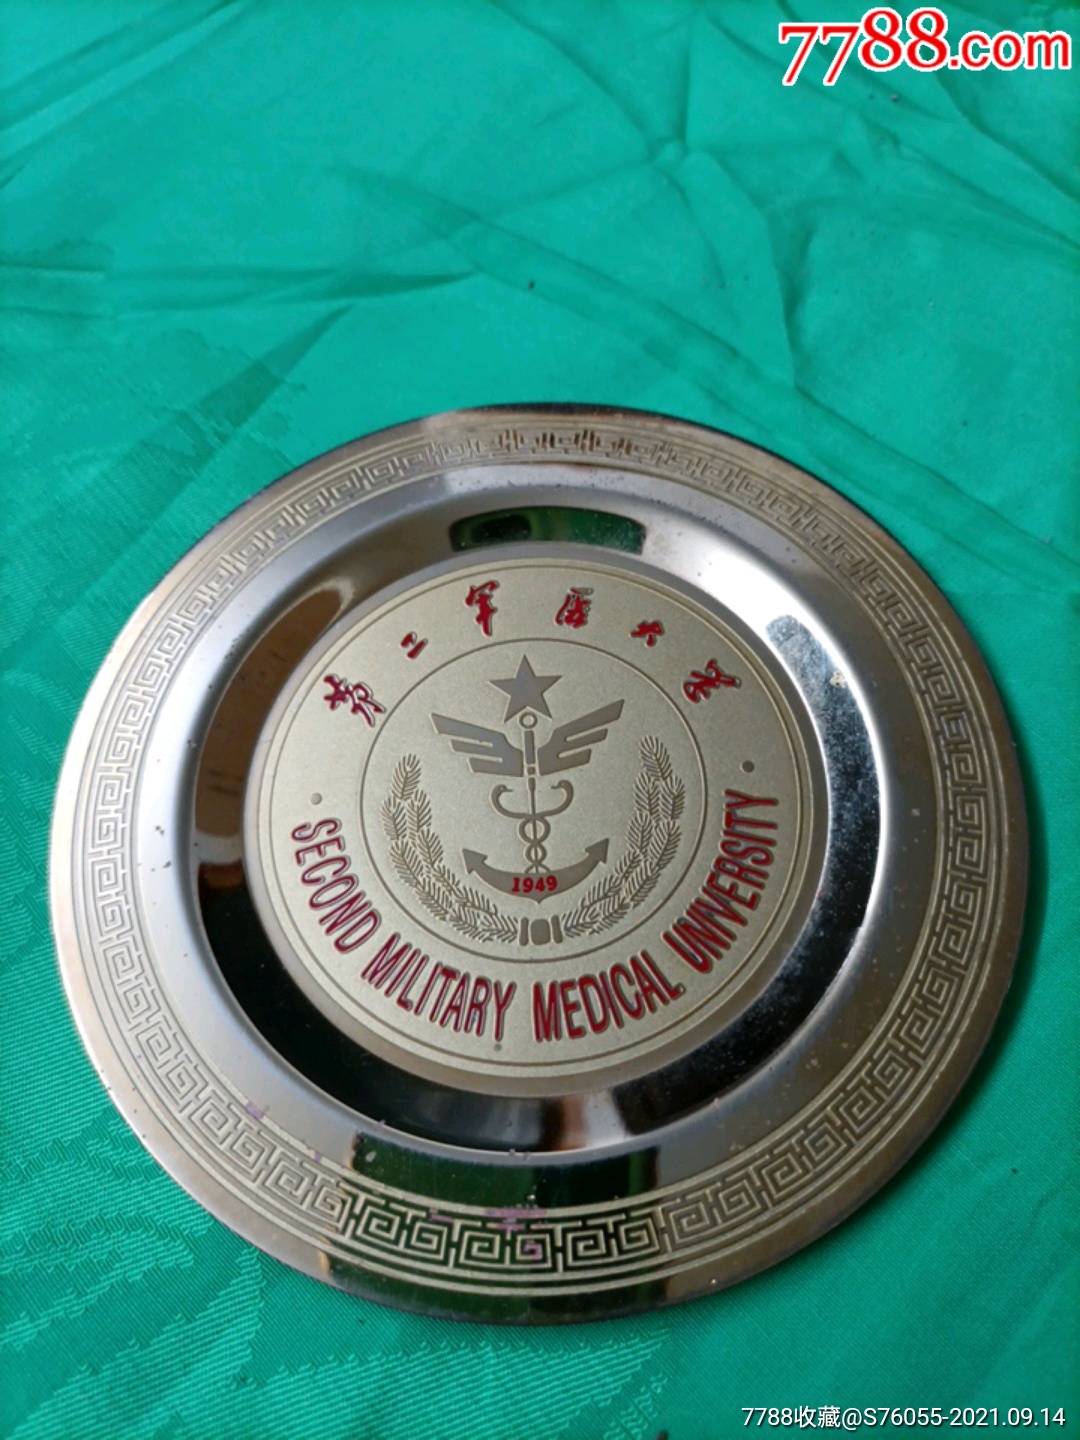 7788.com
第二军医大学
1949
SECOND MILITARY MEDICAL UNIVERSITY
7788收藏@S76055-2021.09.14